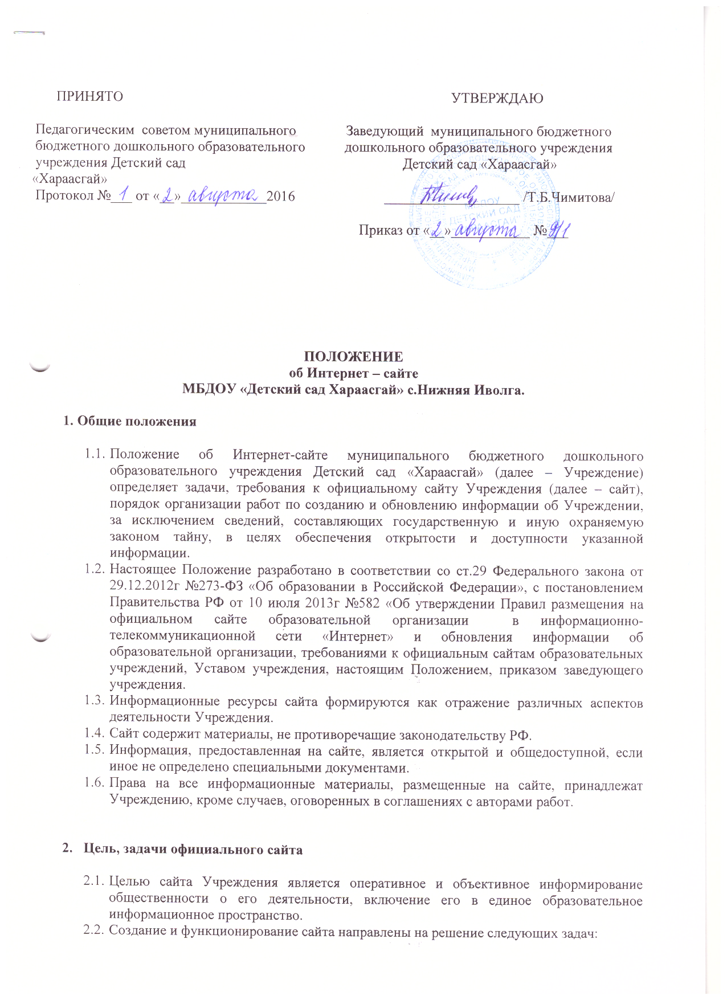 ПРИНЯТО
Педагогическим советом муниципального
бюджетного дошкольного образовательного
учреждения Детский сад
«Хараасгай»
Протокол № 1 от «2» августа 2016
УТВЕРЖДАЮ
Заведующий муниципального бюджетного
дошкольного образовательного учреждения
Детский сад «Хараасгай»
/Т.Б.Чимитова/
Приказ от «2» августа № 9/1
ДЕТСКИЙ САД
ПОЛОЖЕНИЕ
об Интернет – сайте
МБДОУ «Детский сад Хараасгай» с.Нижняя Иволга.
1. Общие положения
1.1. Положение об Интернет-сайте муниципального бюджетного дошкольного
образовательного учреждения Детский сад «Хараасгай» (далее – Учреждение)
определяет задачи, требования к официальному сайту Учреждения (далее – сайт),
порядок организации работ по созданию и обновлению информации об Учреждении,
за исключением сведений, составляющих государственную и иную охраняемую
законом тайну, в целях обеспечения открытости и доступности указанной
информации.
1.2. Настоящее Положение разработано в соответствии со ст.29 Федерального закона от
29.12.2012г №273-ФЗ «Об образовании в Российской Федерации», с постановлением
Правительства РФ от 10 июля 2013г №582 «Об утверждении Правил размещения на
официальном сайте образовательной организации в информационно-
телекоммуникационной сети «Интернет» и обновления информации об
образовательной организации, требованиями к официальным сайтам образовательных
учреждений, Уставом учреждения, настоящим Положением, приказом заведующего
учреждения.
1.3. Информационные ресурсы сайта формируются как отражение различных аспектов
деятельности Учреждения.
1.4. Сайт содержит материалы, не противоречащие законодательству РФ.
1.5. Информация, предоставленная на сайте, является открытой и общедоступной, если
иное не определено специальными документами.
1.6. Права на все информационные материалы, размещенные на сайте, принадлежат
Учреждению, кроме случаев, оговоренных в соглашениях с авторами работ.
2. Цель, задачи официального сайта
2.1. Целью сайта Учреждения является оперативное и объективное информирование
общественности о его деятельности, включение его в единое образовательное
информационное пространство.
2.2. Создание и функционирование сайта направлены на решение следующих задач: